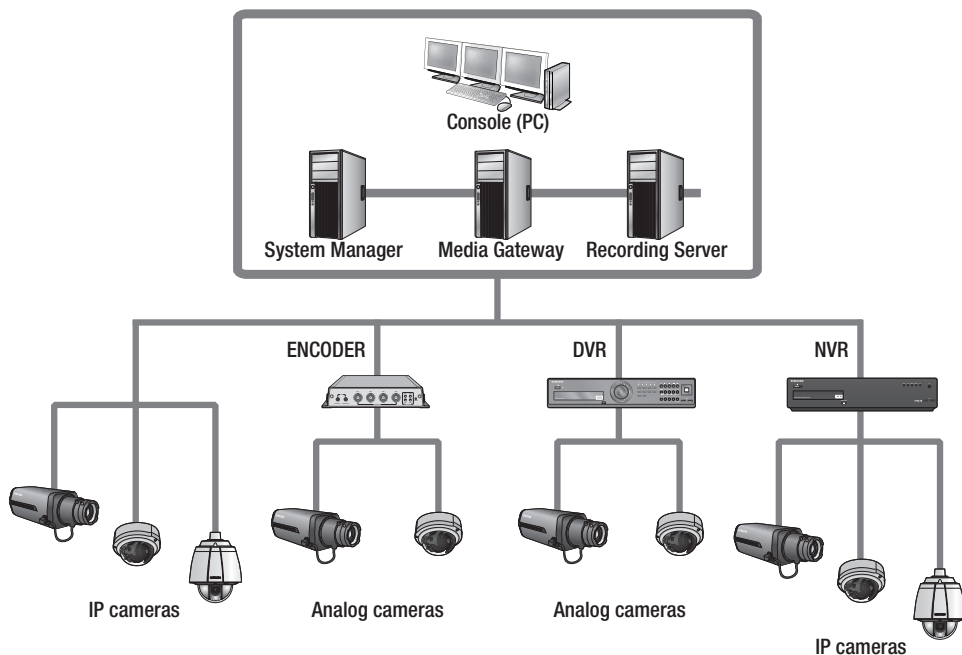 Console (PC)
System Manager
Media Gateway
Recording Server
ENCODER
DVR
NVR
IP cameras
Analog cameras
Analog cameras
IP cameras